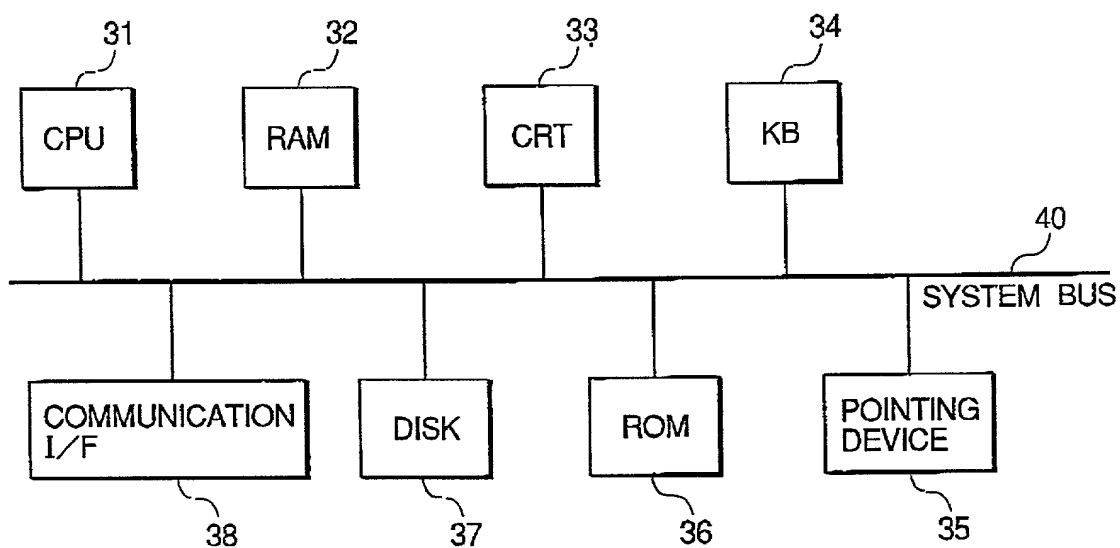 31
32
33
34
CPU
RAM
CRT
KB
40
SYSTEM BUS
COMMUNICATION
I/F
DISK
ROM
POINTING
DEVICE
38
37
36
35